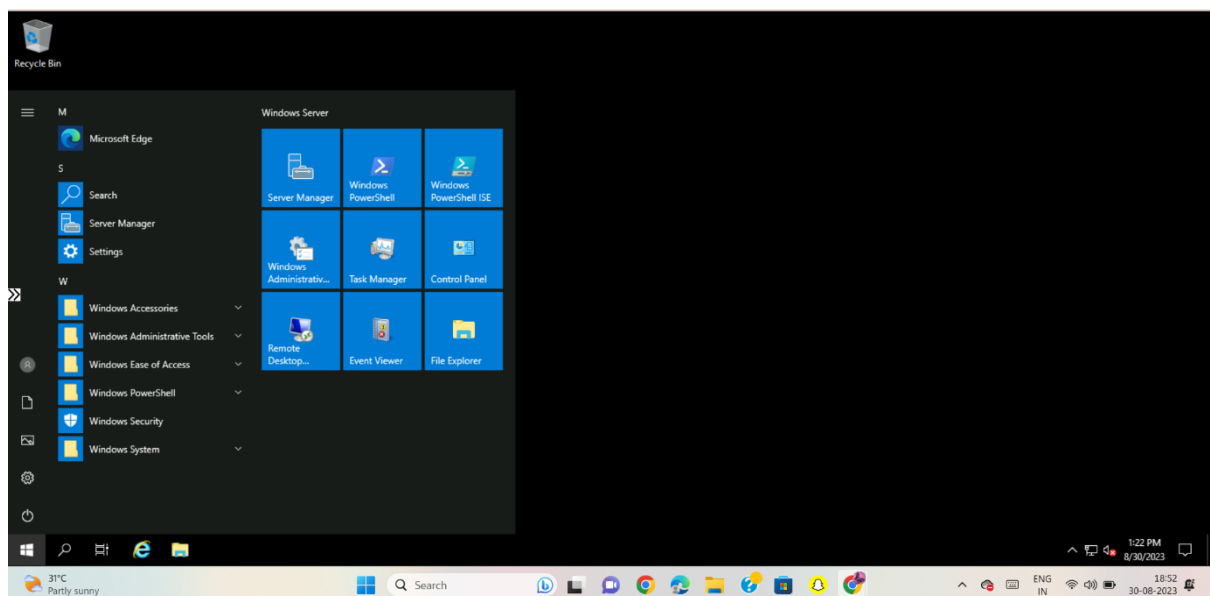 Recycle Bin
M
Microsoft Edge
S
Search
Server Manager
Settings
W
Windows Accessories
Windows Administrative Tools
Windows Ease of Access
Windows PowerShell
Windows Security
Windows System
Windows Server
Server Manager
Windows
PowerShell
Windows
PowerShell ISE
Windows
Administrativ...
Task Manager
Control Panel
Remote
Desktop...
Event Viewer
File Explorer
1:22 PM
8/30/2023
31°C
Partly sunny
Search
ENG
IN
18:52
30-08-2023